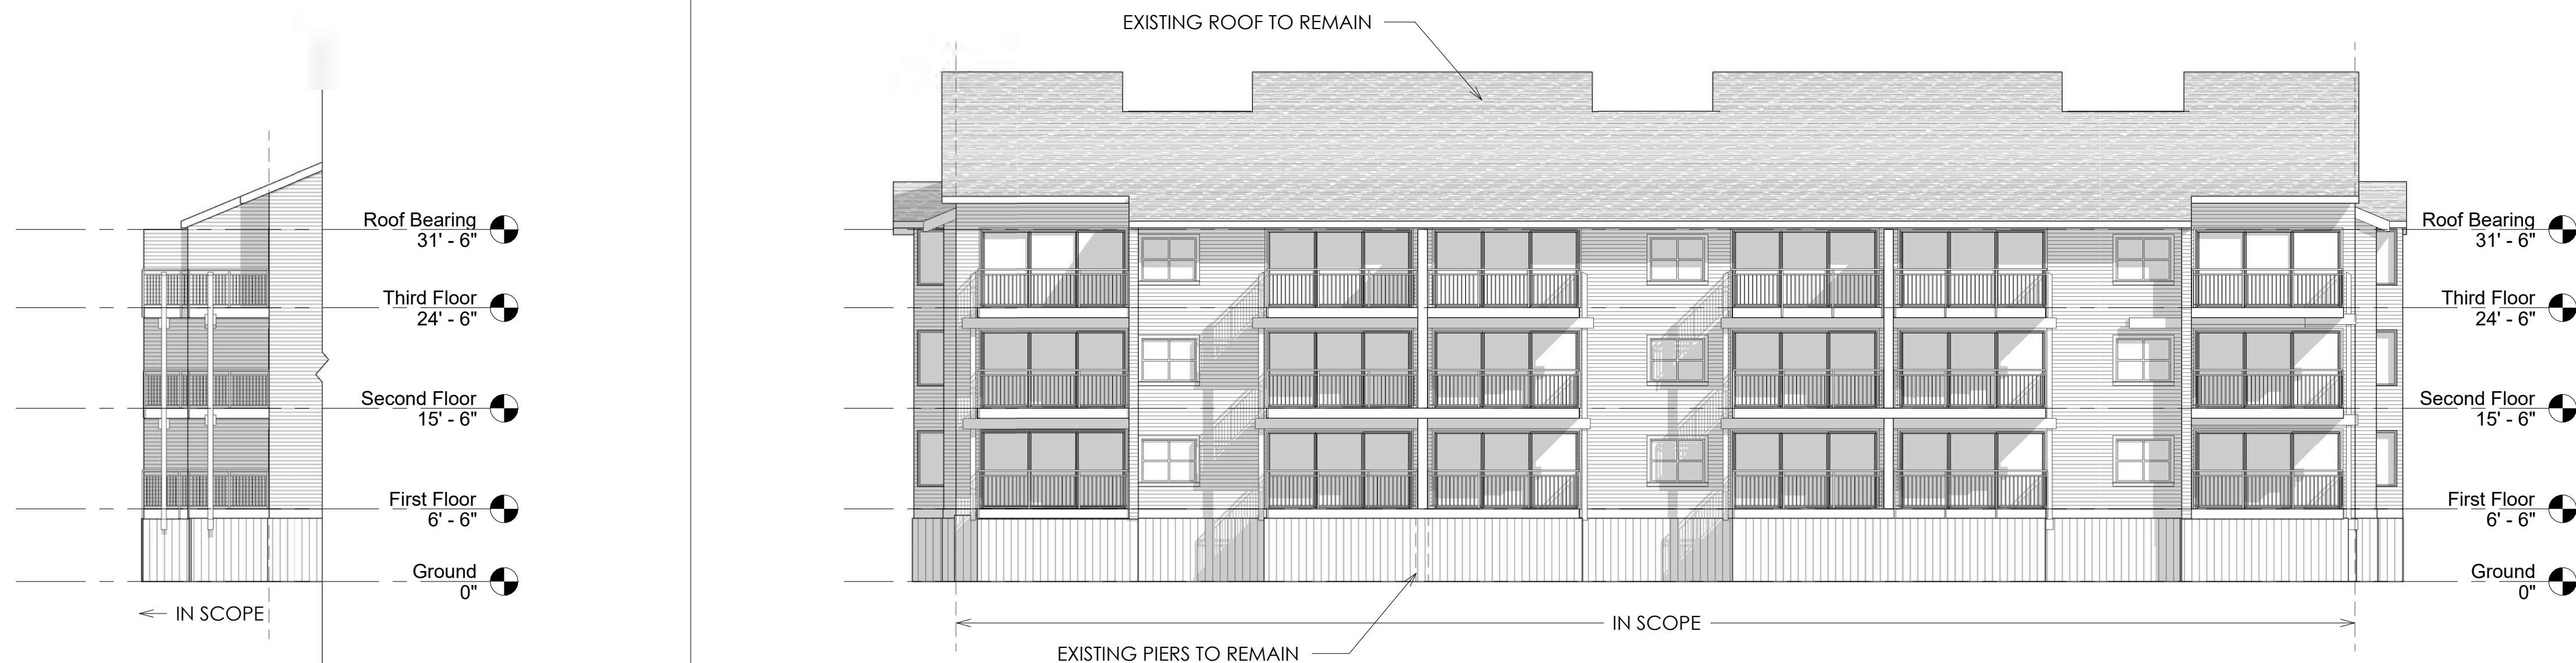 EXISTING ROOF TO REMAIN
Roof Bearing
31' - 6"
Third Floor
24' - 6"
Second Floor
15' - 6"
First Floor
6' - 6"
Ground
0"
IN SCOPE
Roof Bearing
31' - 6"
Third Floor
24' - 6"
Second Floor
15' - 6"
First Floor
6' - 6"
Ground
0"
IN SCOPE
EXISTING PIERS TO REMAIN